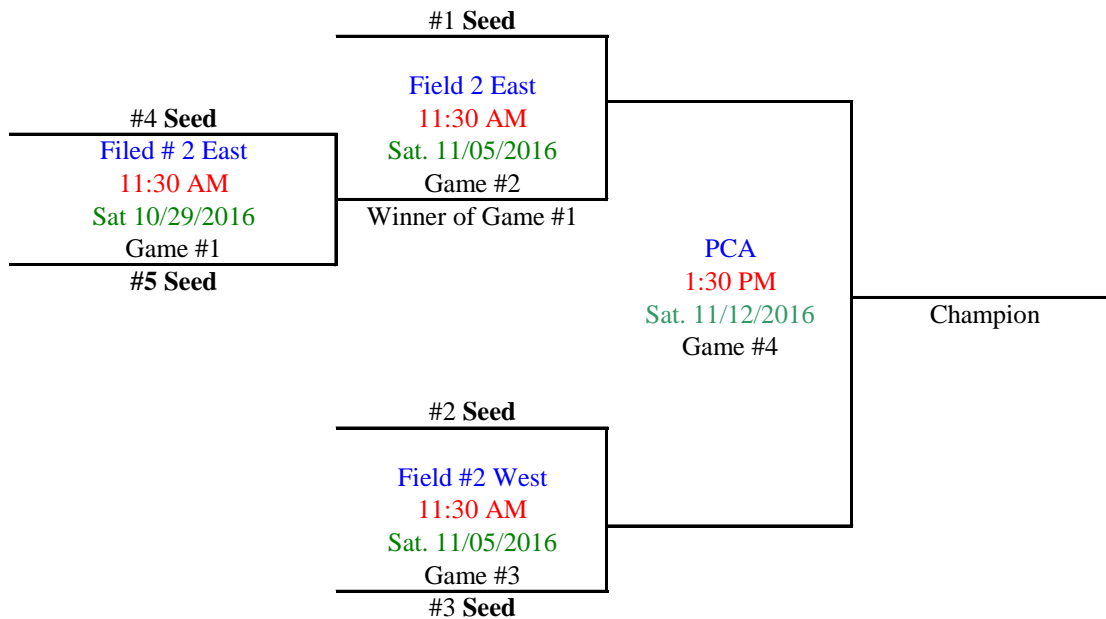 #1 Seed
Field 2 East
11:30 AM
Sat. 11/05/2016
Game #2
Winner of Game #1
#4 Seed
Filed # 2 East
11:30 AM
Sat 10/29/2016
Game #1
#5 Seed
PCA
1:30 PM
Sat. 11/12/2016
Game #4
Champion
#2 Seed
Field #2 West
11:30 AM
Sat. 11/05/2016
Game #3
#3 Seed